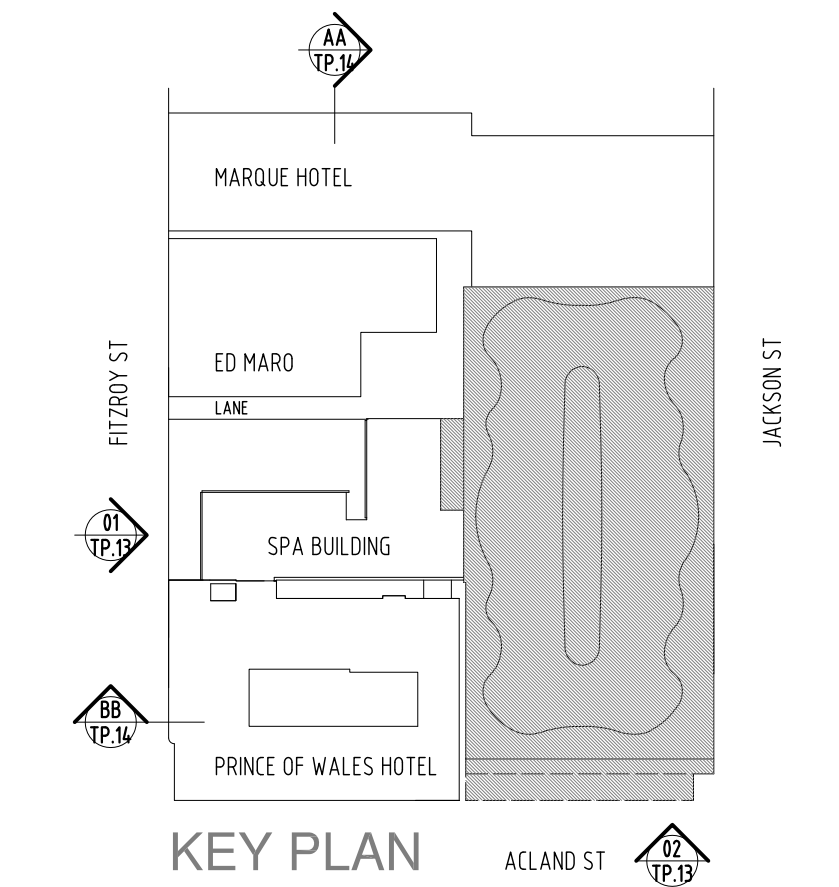 AA
TP.14
MARQUE HOTEL
FITZROY ST
JACKSON ST
ED MARO
LANE
01
TP.13
SPA BUILDING
BB
TP.14
PRINCE OF WALES HOTEL
KEY PLAN
ACLAND ST
02
TP.13